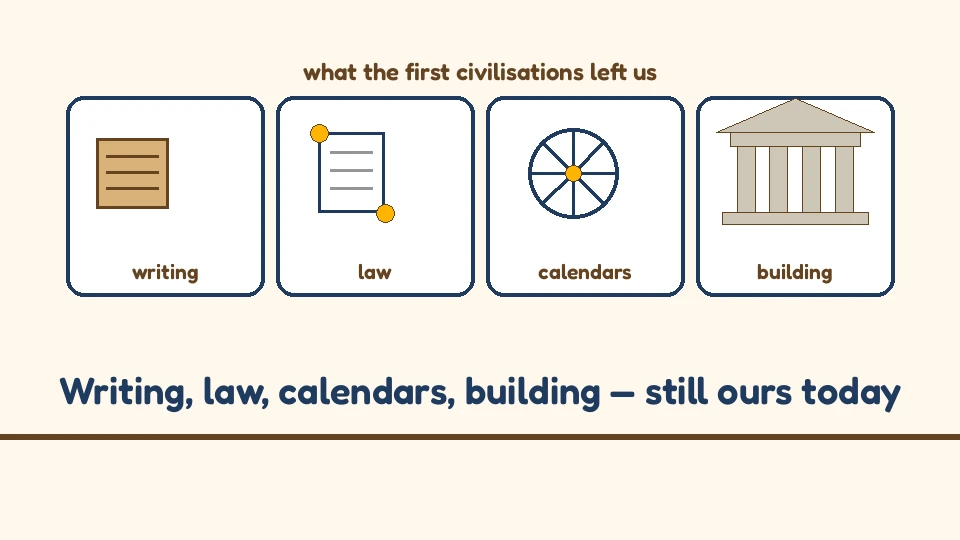 what the first civilisations left us
writing
law
calendars
building
Writing, law, calendars, building — still ours today